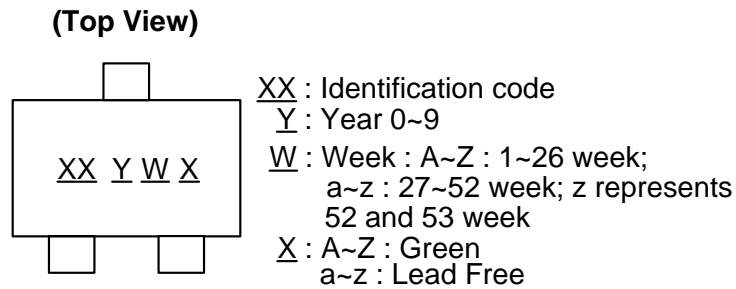 (Top View)
XX Y W X
XX : Identification code
Y : Year 0~9
W : Week : A~Z : 1~26 week;
a~z : 27~52 week; z represents
52 and 53 week
X : A~Z : Green
a~z : Lead Free